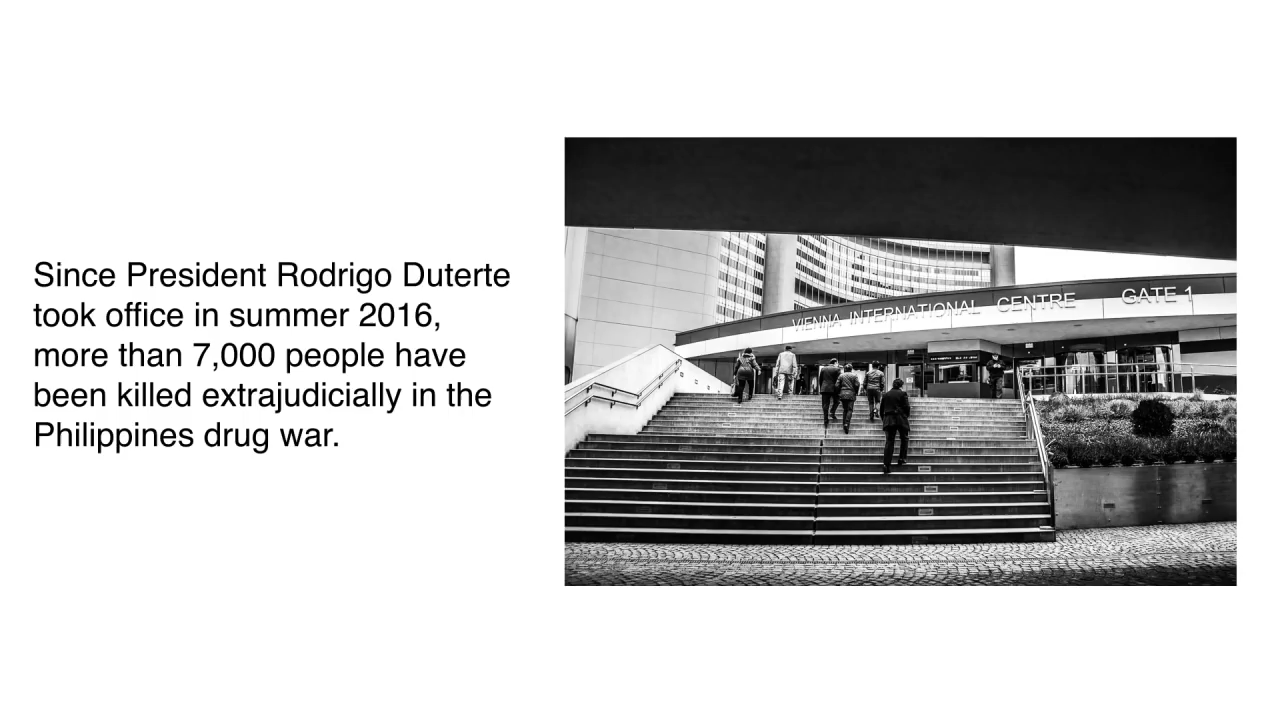 Since President Rodrigo Duterte
took office in summer 2016,
more than 7,000 people have
been killed extrajudicially in the
Philippines drug war.
VIENNA INTERNATIONAL CENTRE GATE 1